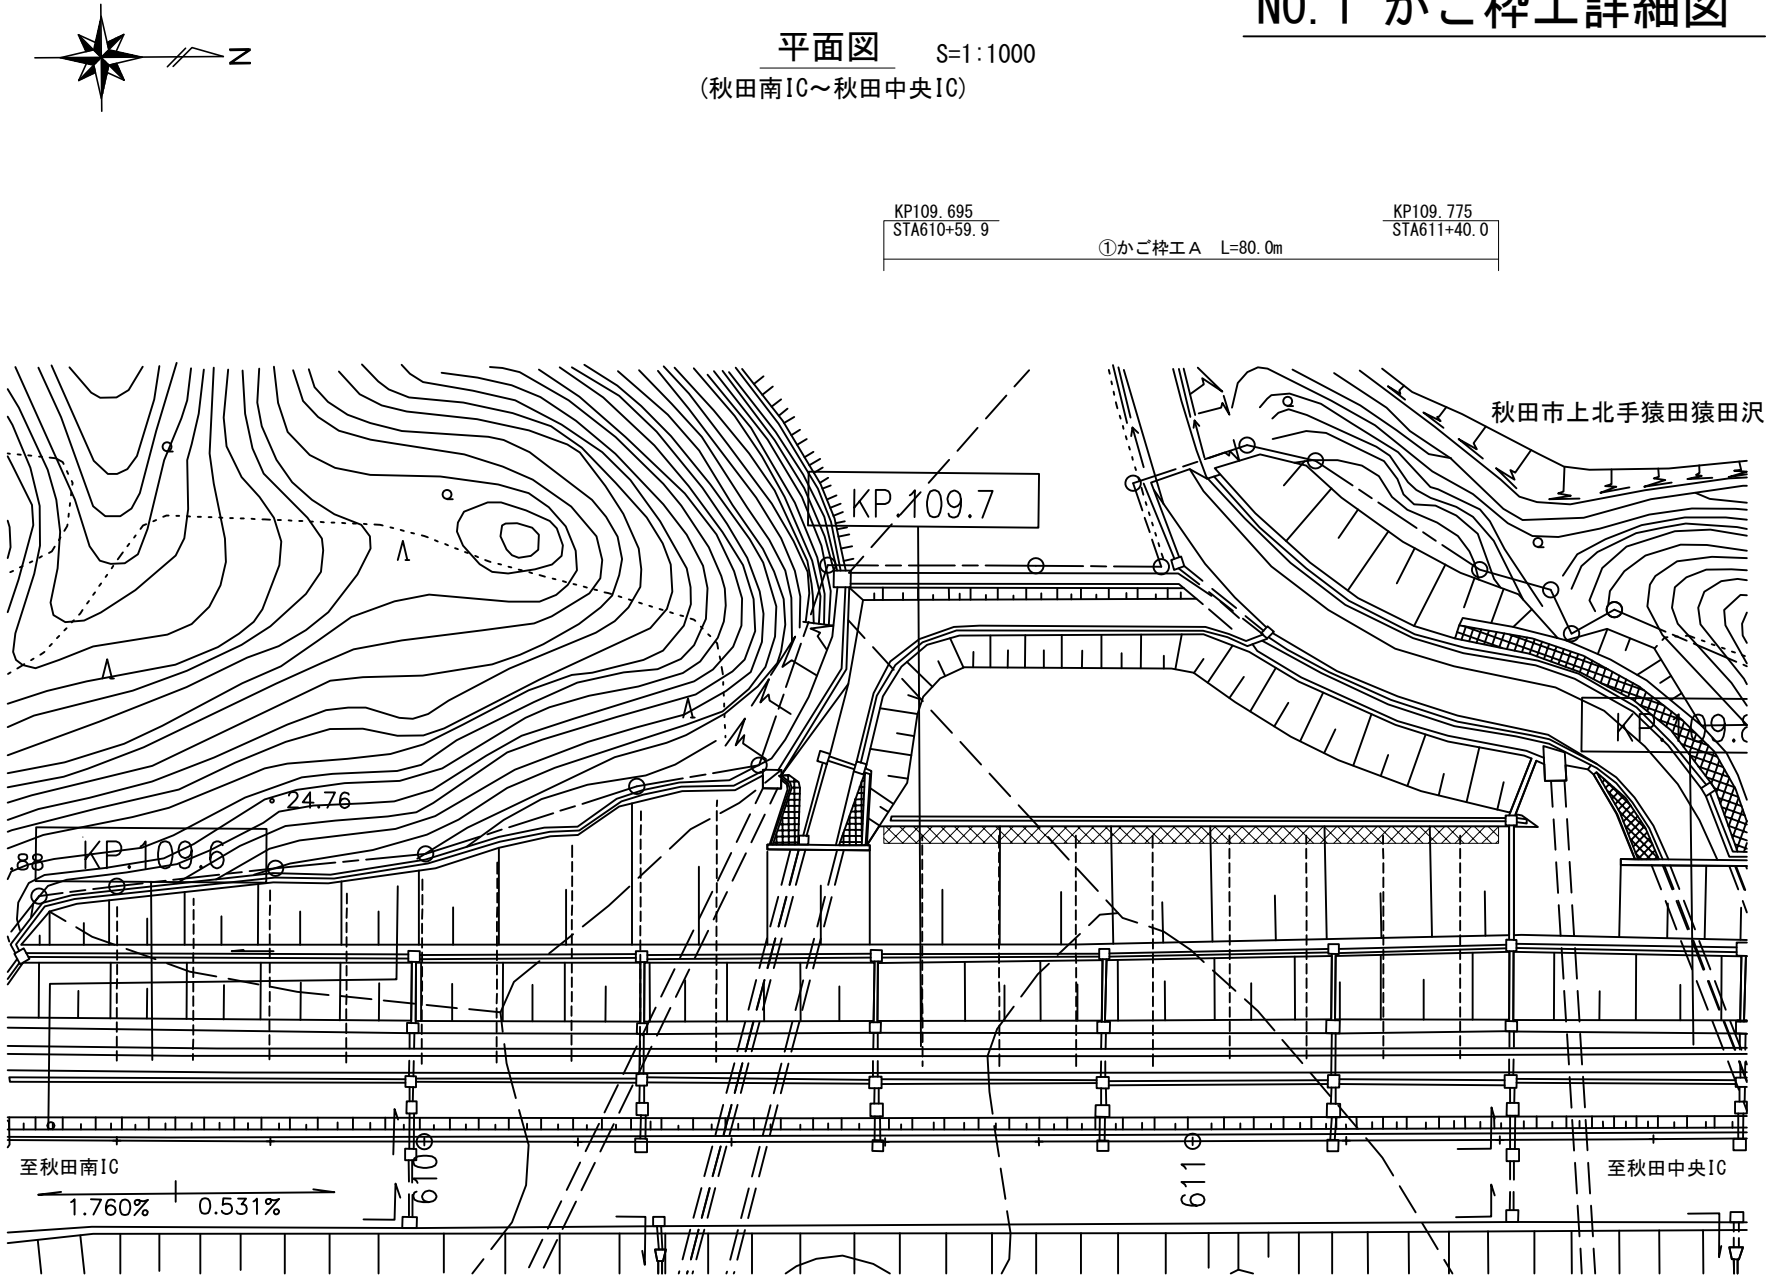 NO.1 かご枠工詳細図
N
平面図 S=1:1000
(秋田南IC～秋田中央IC)
KP109.695
STA610+59.9
KP109.775
STA611+40.0
①かご枠工A L=80.0m
秋田市上北手猿田猿田沢
KP.109.7
KP.109.8
24.76
.88
KP.109.6
至秋田南IC
至秋田中央IC
610
611
1.760%
0.531%